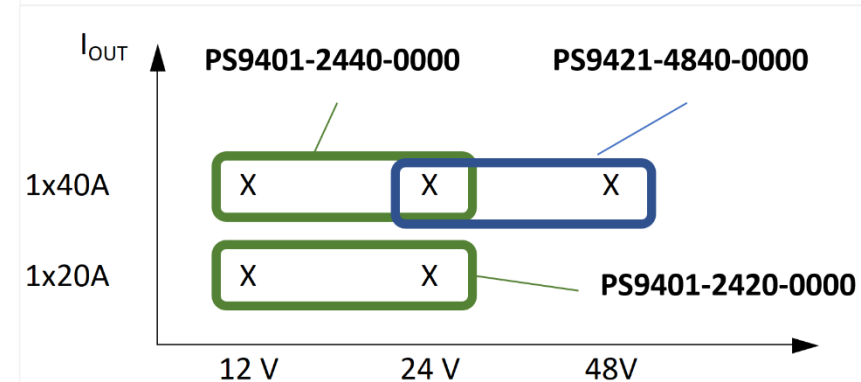 IOUT
PS9401-2440-0000
PS9421-4840-0000
1x40A
X
X
X
1x20A
X
X
PS9401-2420-0000
12 V
24 V
48V